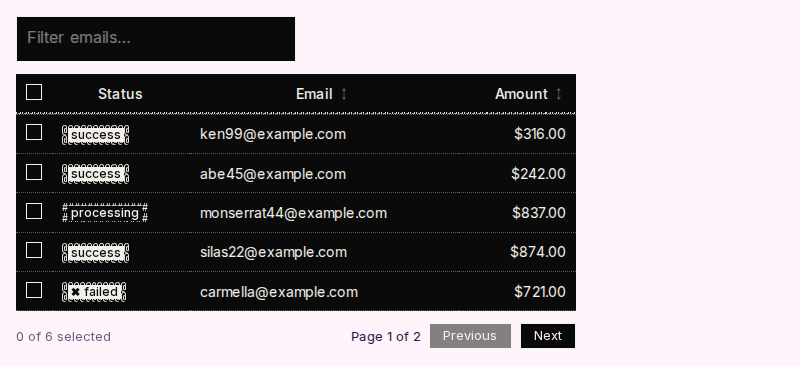 Filter emails...
Status Email ↕ Amount ↕
success ken99@example.com $316.00
success abe45@example.com $242.00
# processing # monserrat44@example.com $837.00
success silas22@example.com $874.00
✖ failed carmella@example.com $721.00
0 of 6 selected Page 1 of 2 Previous Next